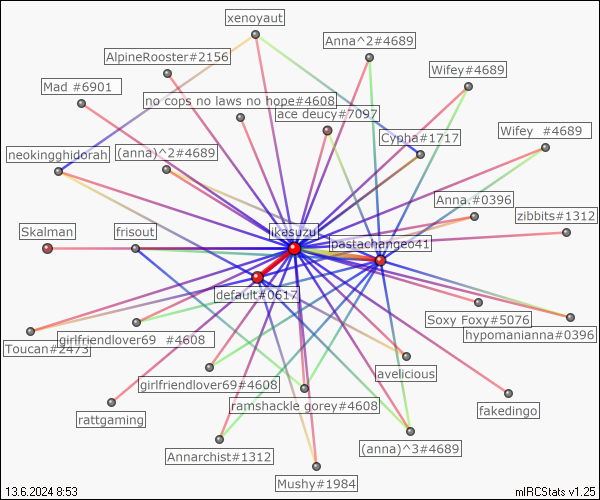 xenoyaut
Anna^2#4689
AlpineRooster#2156
Wifey#4689
Mad #6901
no cops no laws no hope#4608
ace deucy#7097
Wifey  #4689
Cypha#1717
neokingghidorah
(anna)^2#4689
Anna.#0396
zibbits#1312
Skalman
frisout
ikasuzu
pastachangeo41
default#0617
Soxy Foxy#5076
hypomanianna#0396
Toucan#2473
girlfriendlover69  #4608
avelicious
girlfriendlover69#4608
ramshackle gorey#4608
fakedingo
rattgaming
(anna)^3#4689
Annarchist#1312
Mushy#1984
13.6.2024 8:53
mIRCStats v1.25